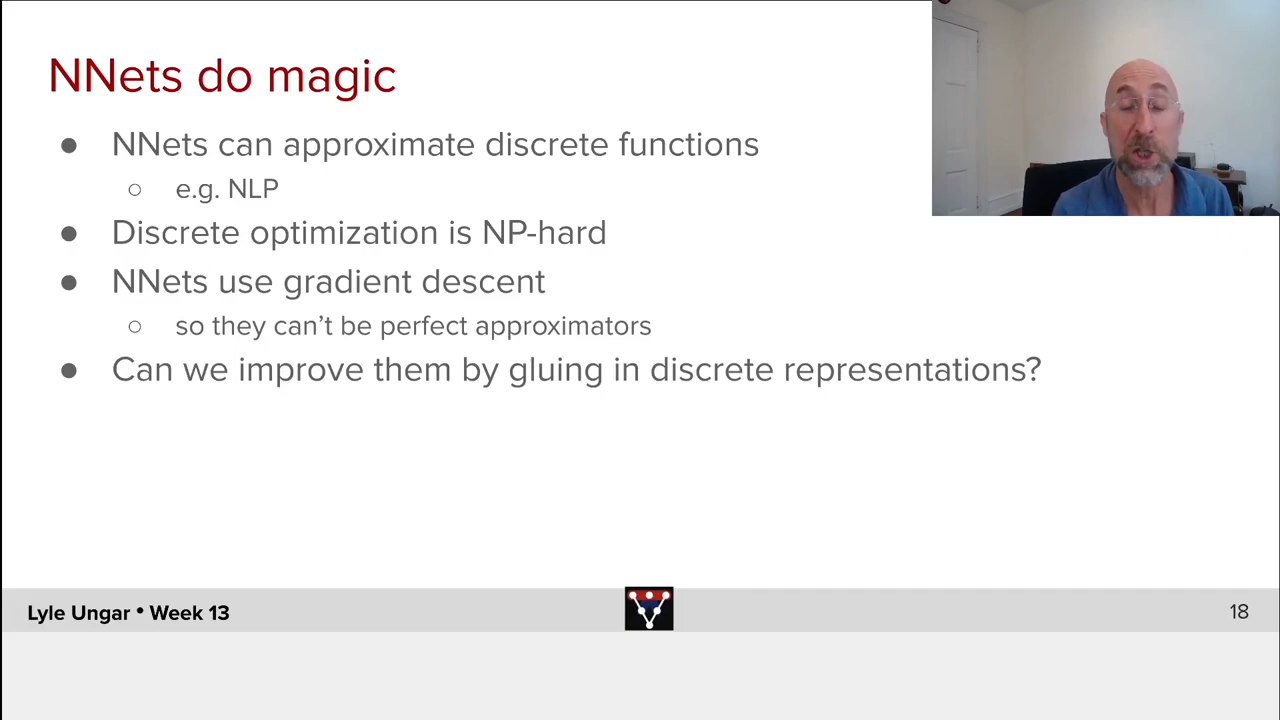 NNets do magic
● NNets can approximate discrete functions
○ e.g. NLP
● Discrete optimization is NP-hard
● NNets use gradient descent
○ so they can’t be perfect approximators
● Can we improve them by gluing in discrete representations?
Lyle Ungar • Week 13
18